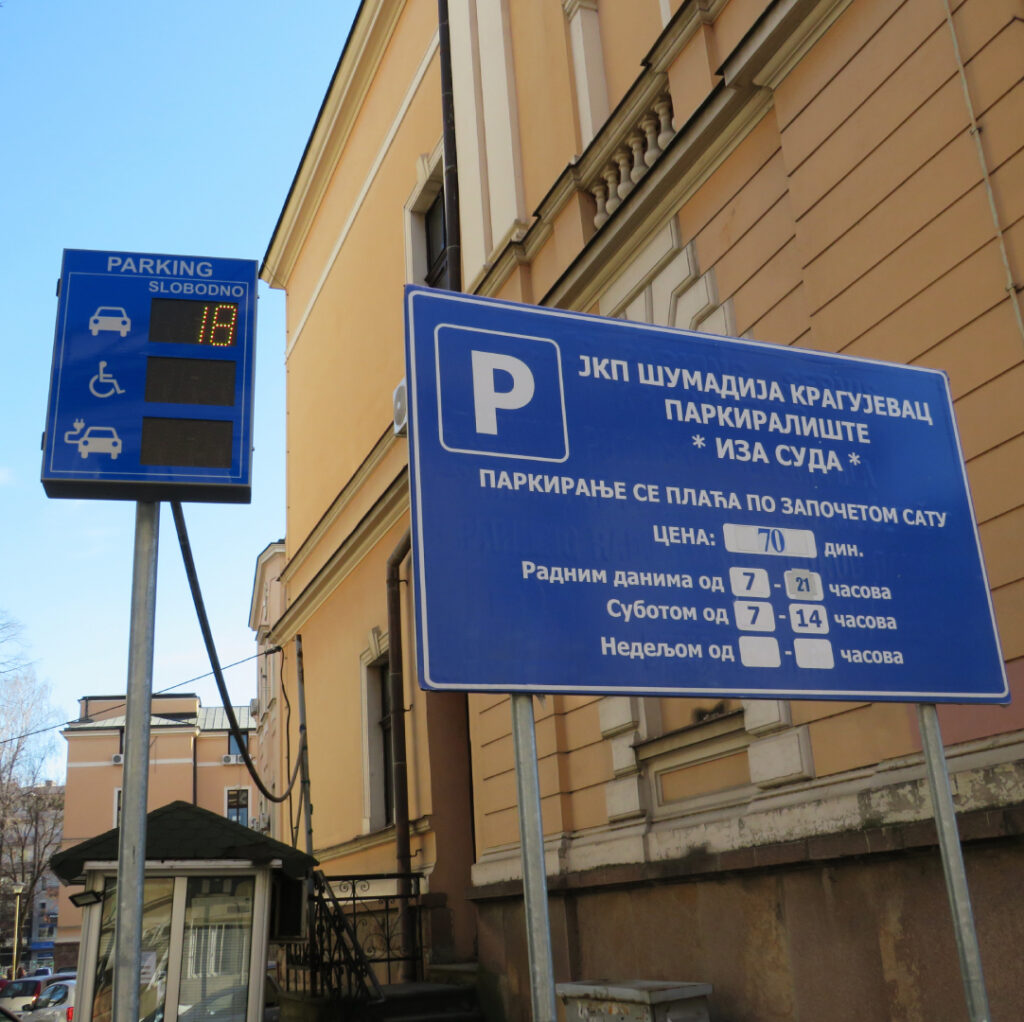 PARKING
SLOBODNO
18
P
ЈКП ШУМАДИЈА КРАГУЈЕВАЦ
ПАРКИРАЛИШТЕ
* ИЗА СУДА *
ПАРКИРАЊЕ СЕ ПЛАЋА ПО ЗАПОЧЕТОМ САТУ
ЦЕНА: 70 дин.
Радним данима од 7 - 21 часова
Суботом од 7 - 14 часова
Недељом од - часова